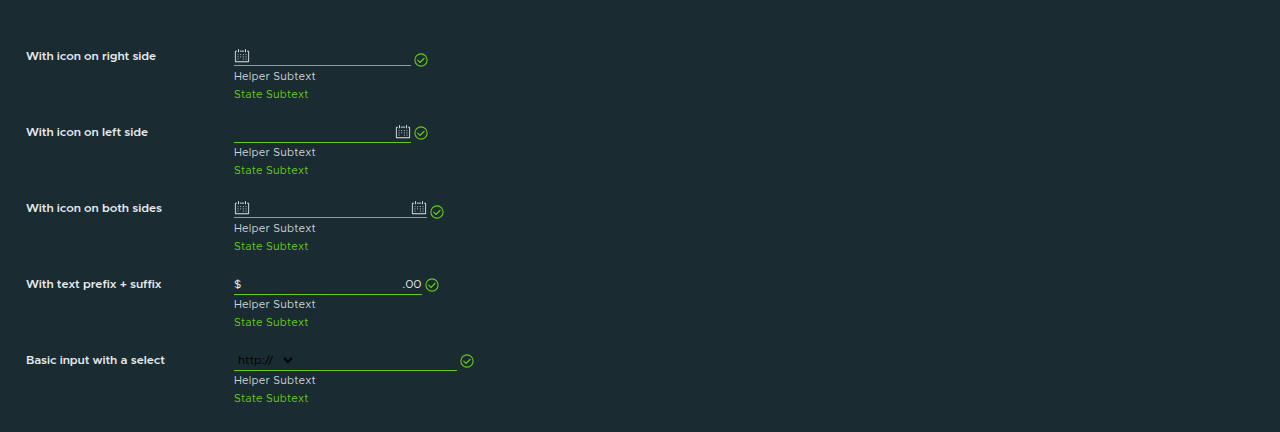 With icon on right side
Helper Subtext
State Subtext
With icon on left side
Helper Subtext
State Subtext
With icon on both sides
Helper Subtext
State Subtext
With text prefix + suffix $ .00
Helper Subtext
State Subtext
Basic input with a select http://
Helper Subtext
State Subtext